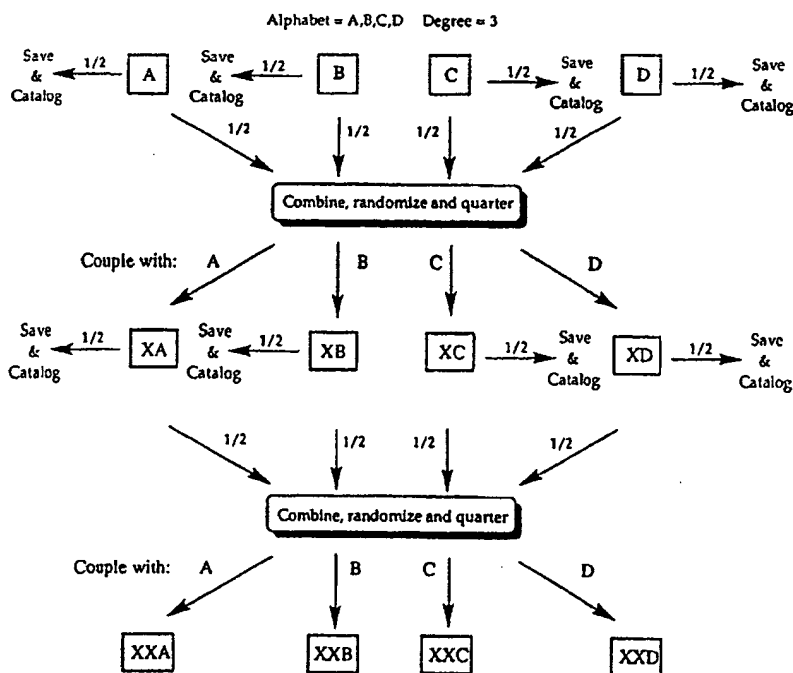 Alphabet = A,B,C,D Degree = 3
Save & Catalog 1/2 A Save & Catalog 1/2 B C 1/2 Save & Catalog D 1/2 Save & Catalog
1/2 1/2 1/2 1/2
Combine, randomize and quarter
Couple with: A B C D
Save & Catalog 1/2 XA Save & Catalog 1/2 XB XC 1/2 Save & Catalog XD 1/2 Save & Catalog
1/2 1/2 1/2 1/2
Combine, randomize and quarter
Couple with: A B C D
XXA XXB XXC XXD